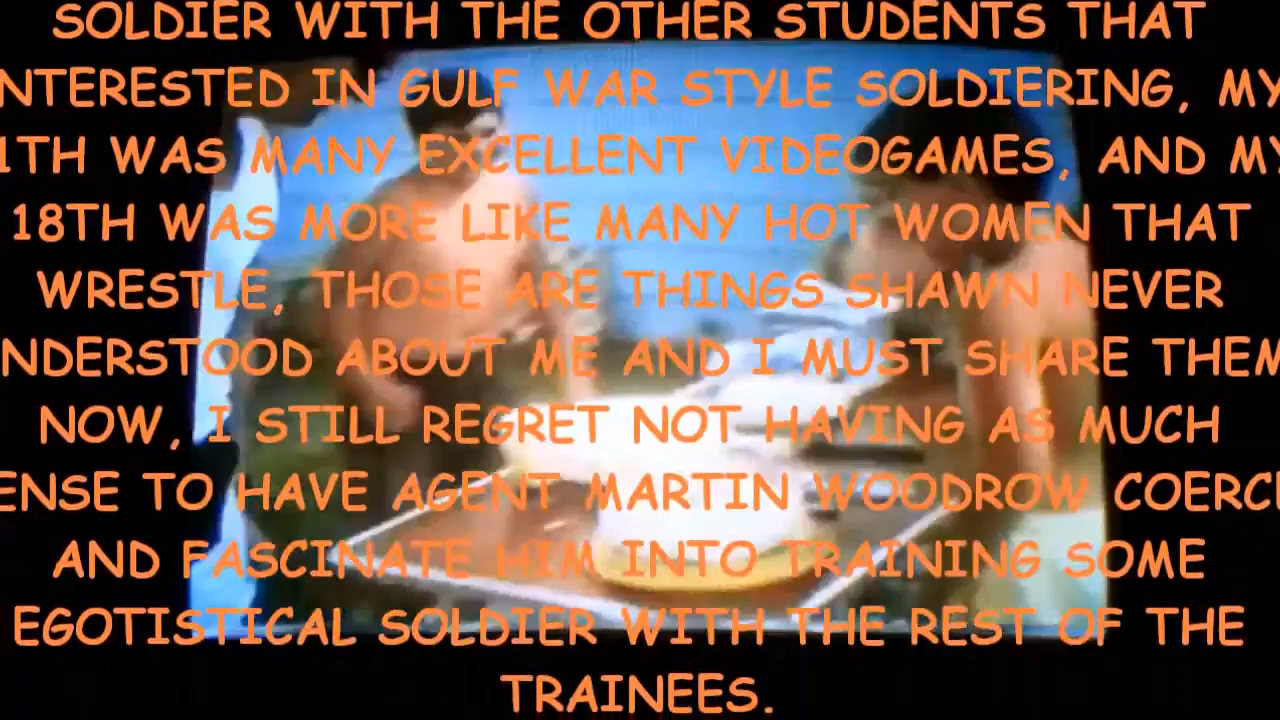 SOLDIER WITH THE OTHER STUDENTS THAT
NTERESTED IN GULF WAR STYLE SOLDIERING, MY
1TH WAS MANY EXCELLENT VIDEOGAMES, AND MY
18TH WAS MORE LIKE MANY HOT WOMEN THAT
WRESTLE, THOSE ARE THINGS SHAWN NEVER
NDERSTOOD ABOUT ME AND I MUST SHARE THEM
NOW, I STILL REGRET NOT HAVING AS MUCH
ENSE TO HAVE AGENT MARTIN WOODROW COERC
AND FASCINATE HIM INTO TRAINING SOME
EGOTISTICAL SOLDIER WITH THE REST OF THE
TRAINEES.